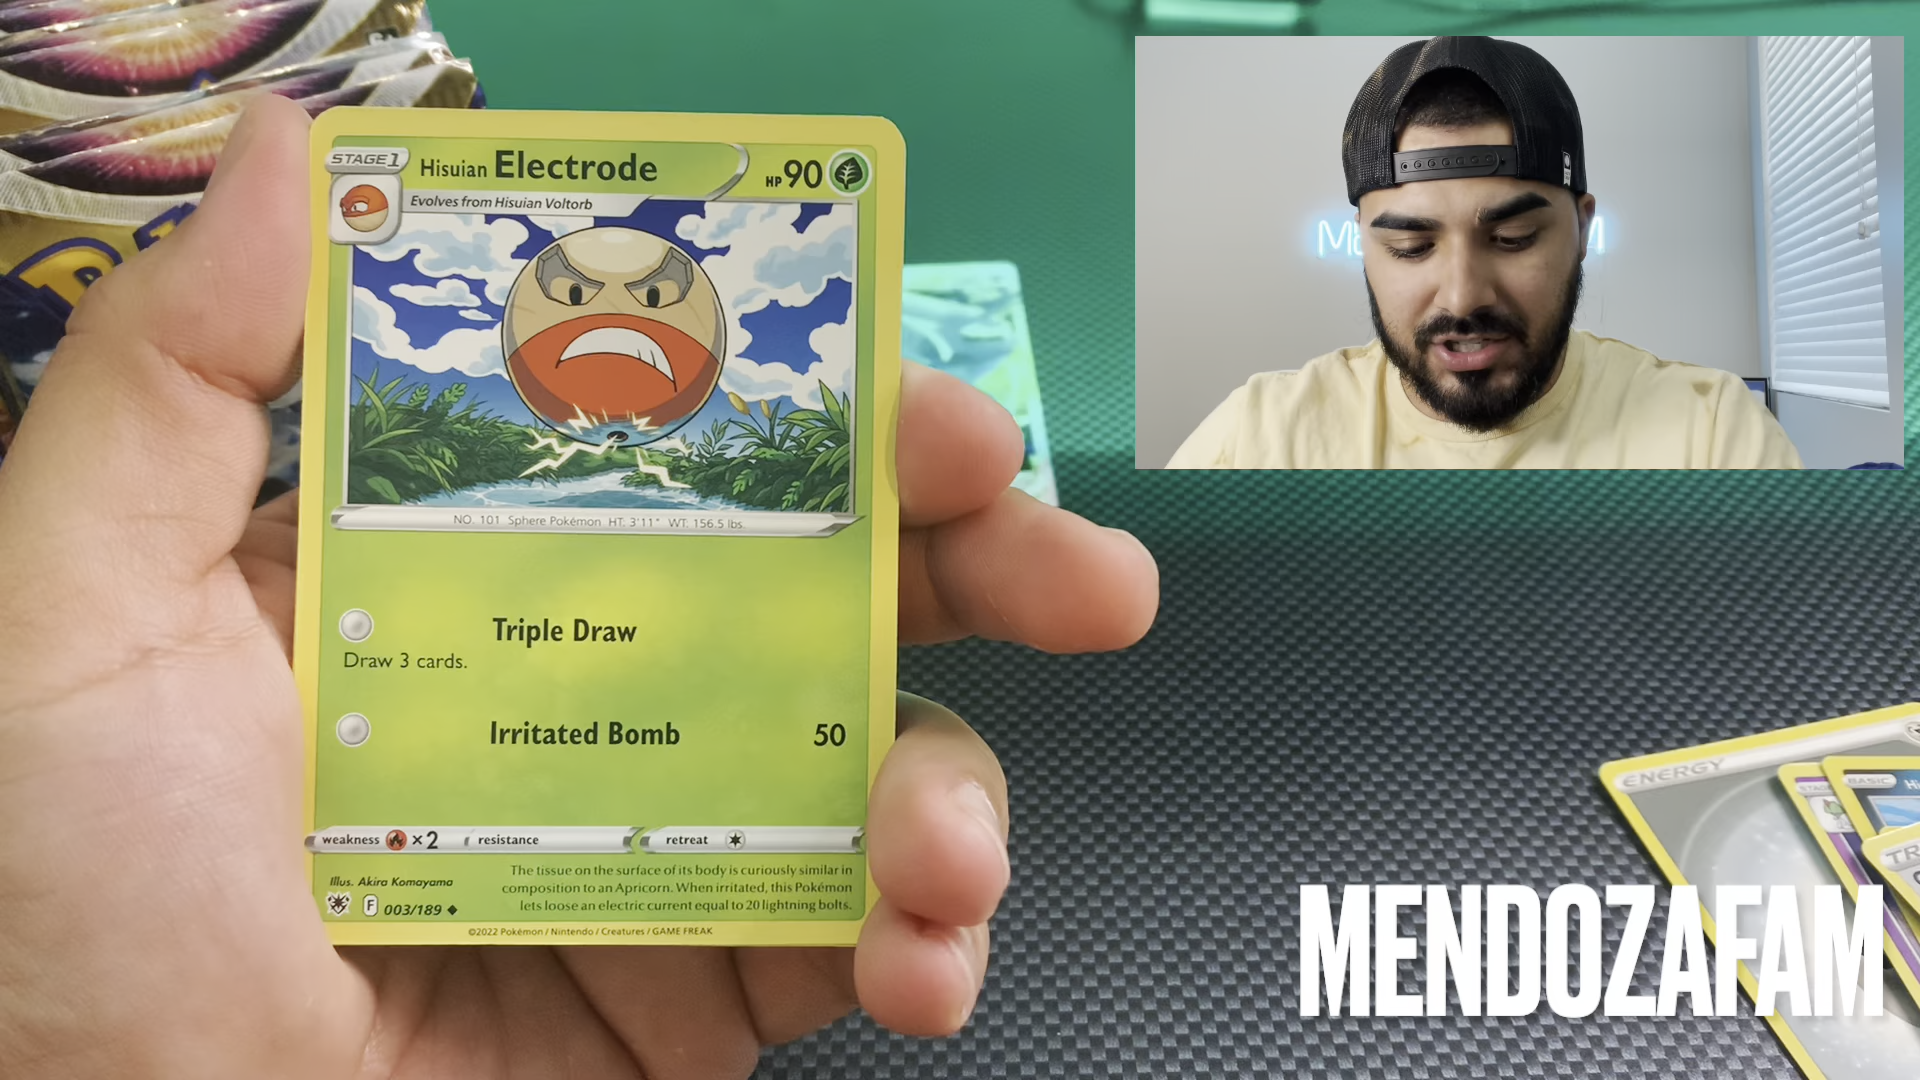 STAGE 1
Hisuian Electrode
HP 90
Evolves from Hisuian Voltorb
NO. 101 Sphere Pokémon HT: 3'11" WT: 156.5 lbs.
Triple Draw
Draw 3 cards.
Irritated Bomb 50
weakness ×2 resistance retreat
Illus. Akira Komayama
The tissue on the surface of its body is curiously similar in
composition to an Apricorn. When irritated, this Pokémon
lets loose an electric current equal to 20 lightning bolts.
F 003/189
©2022 Pokémon / Nintendo / Creatures / GAME FREAK
ENERGY
BASIC
MENDOZAFAM